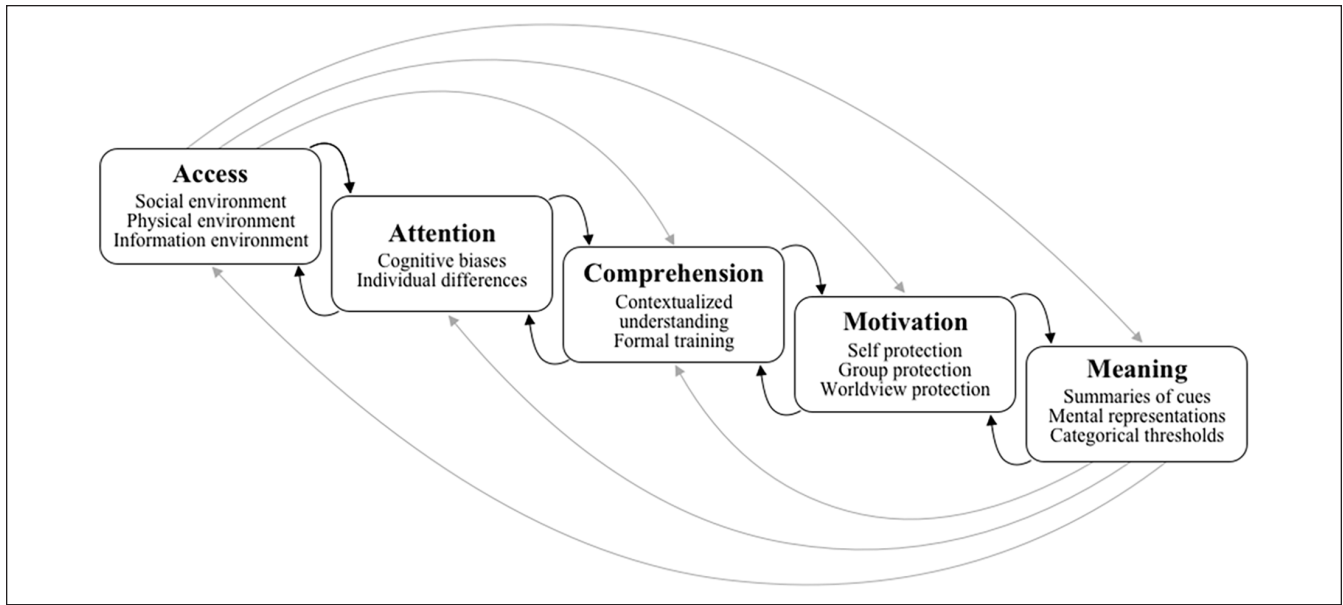 Access
Social environment
Physical environment
Information environment
Attention
Cognitive biases
Individual differences
Comprehension
Contextualized
understanding
Formal training
Motivation
Self protection
Group protection
Worldview protection
Meaning
Summaries of cues
Mental representations
Categorical thresholds